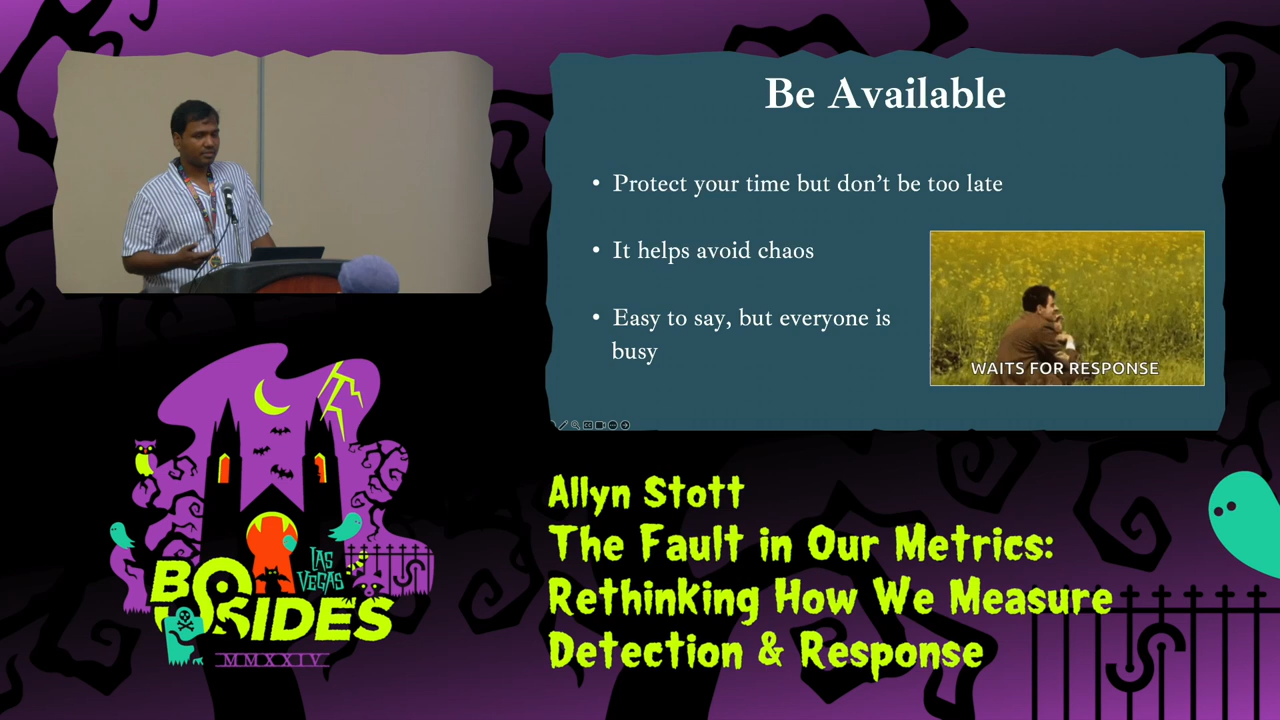 Be Available
• Protect your time but don't be too late
• It helps avoid chaos
• Easy to say, but everyone is
busy
WAITS FOR RESPONSE
LAS
VEGAS
BSIDES
MMXXIV
Allyn Stott
The Fault in Our Metrics:
Rethinking How We Measure
Detection & Response